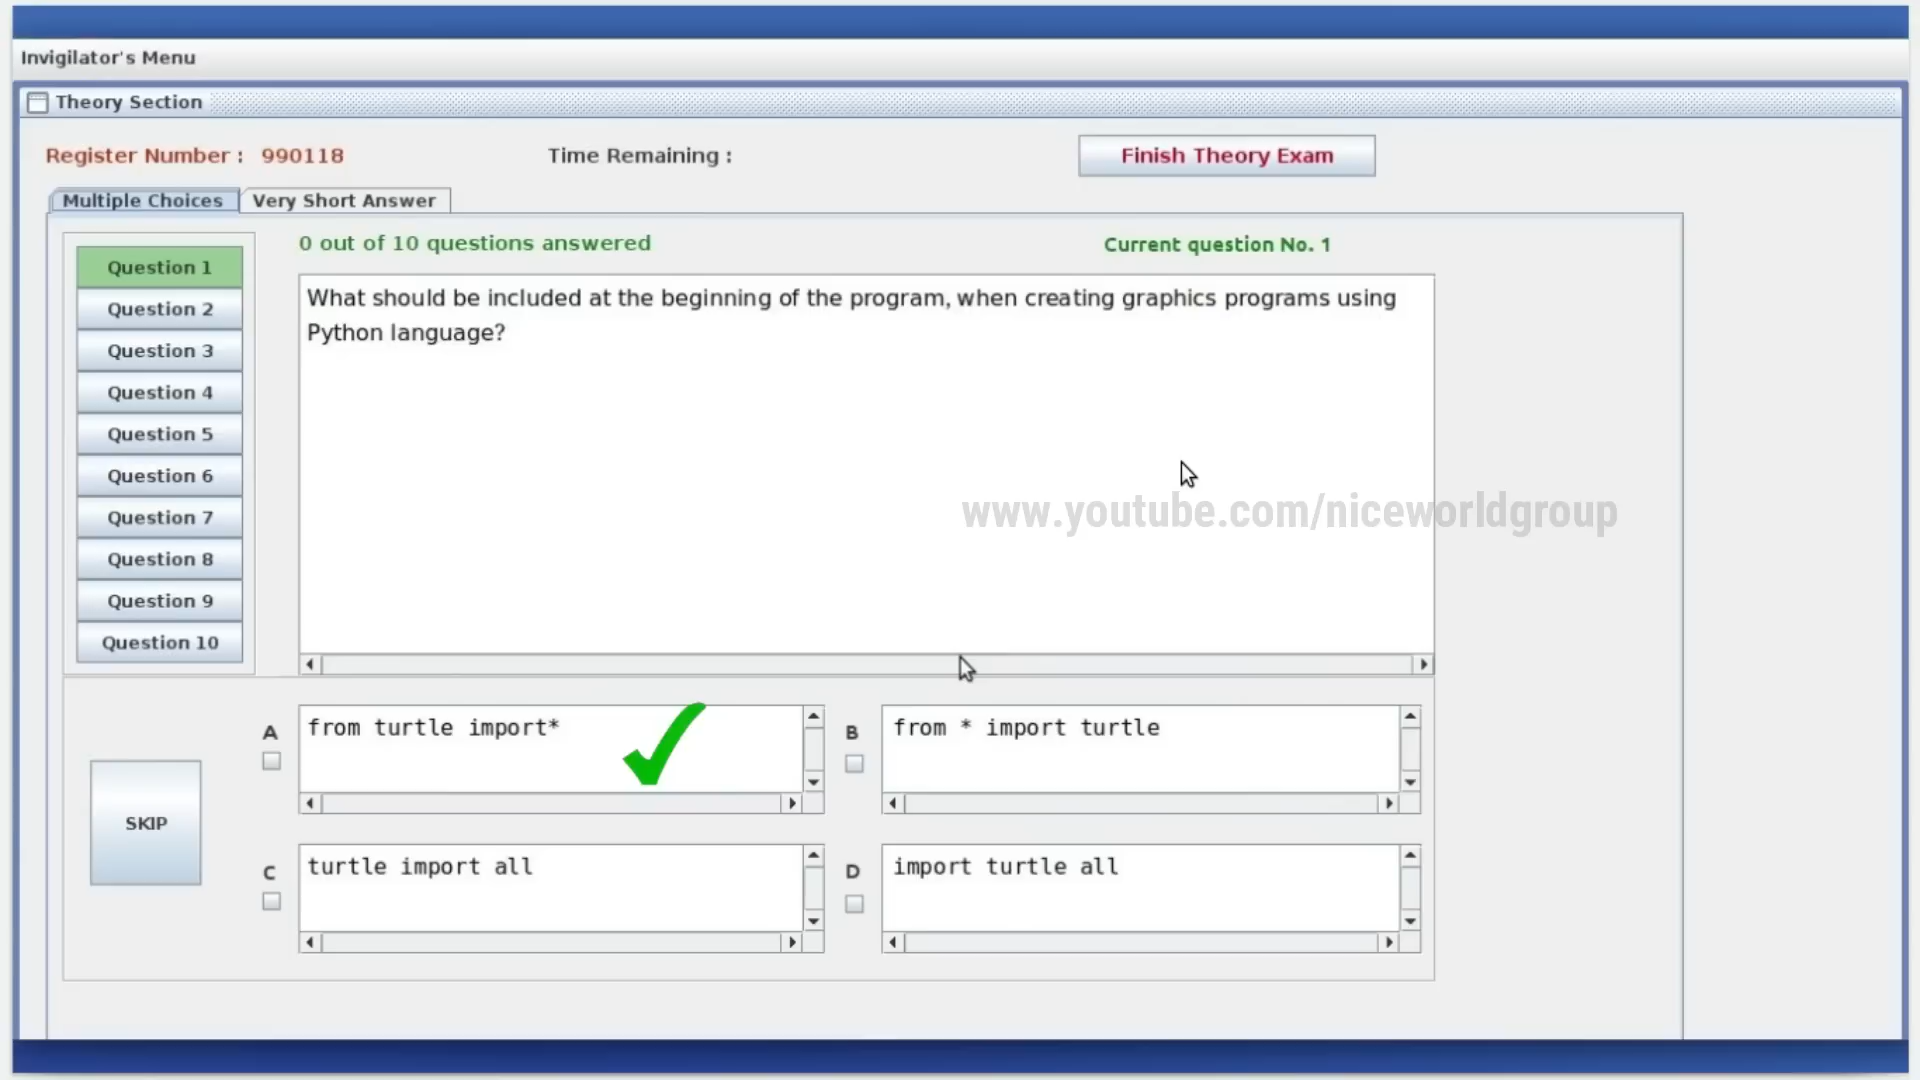 Invigilator's Menu
Theory Section
Register Number : 990118
Time Remaining :
Finish Theory Exam
Multiple Choices
Very Short Answer
0 out of 10 questions answered
Current question No. 1
Question 1
Question 2
Question 3
Question 4
Question 5
Question 6
Question 7
Question 8
Question 9
Question 10
What should be included at the beginning of the program, when creating graphics programs using
Python language?
www.youtube.com/niceworldgroup
SKIP
A
from turtle import*
B
from * import turtle
C
turtle import all
D
import turtle all